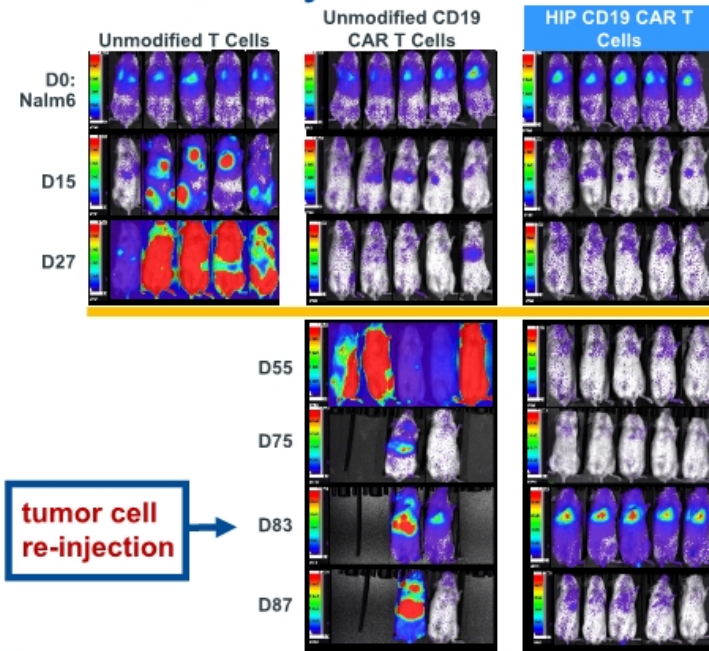 Unmodified T Cells
Unmodified CD19
CAR T Cells
HIP CD19 CAR T
Cells
D0:
Nalm6
D15
D27
D55
D75
tumor cell
re-injection
D83
D87